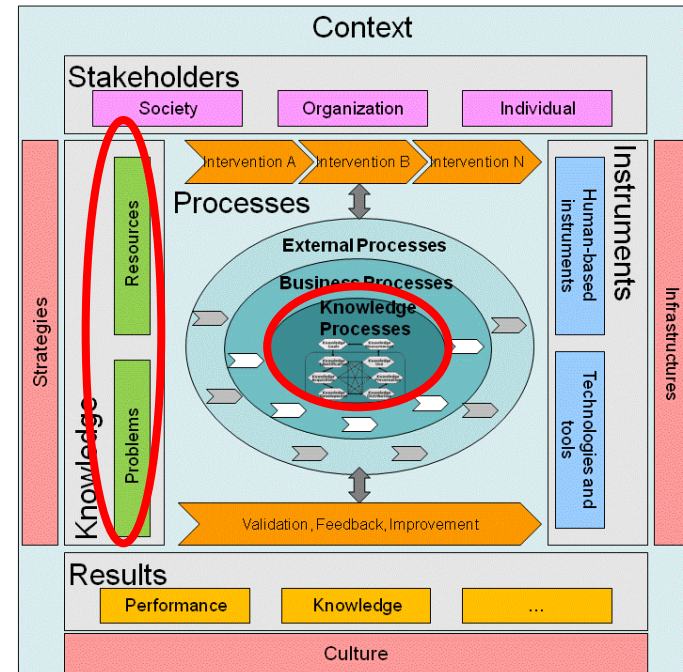 Context
Stakeholders
Society
Organization
Individual
Strategies
Knowledge
Resources
Problems
Intervention A
Intervention B
Intervention N
Processes
External Processes
Business Processes
Knowledge
Processes
Validation, Feedback, Improvement
Instruments
Human-based
instruments
Technologies and
tools
Infrastructures
Results
Performance
Knowledge
...
Culture